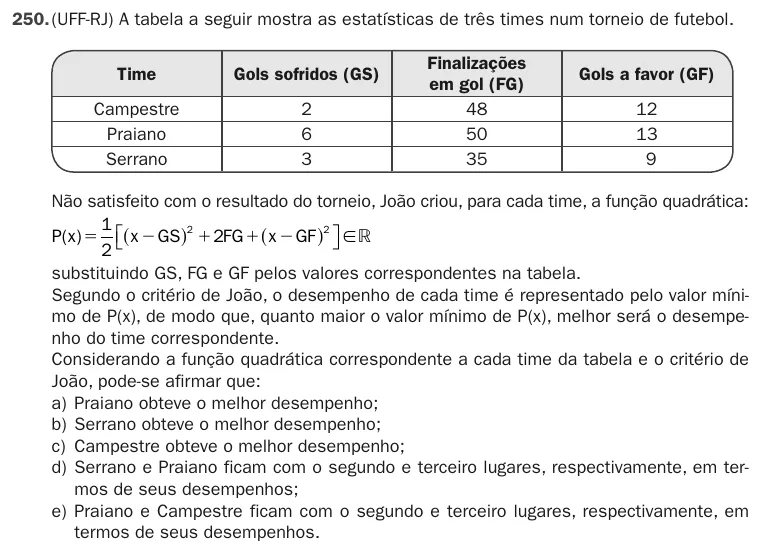 250. (UFF-RJ) A tabela a seguir mostra as estatísticas de três times num torneio de futebol.
Time | Gols sofridos (GS) | Finalizações em gol (FG) | Gols a favor (GF)
Campestre | 2 | 48 | 12
Praiano | 6 | 50 | 13
Serrano | 3 | 35 | 9
Não satisfeito com o resultado do torneio, João criou, para cada time, a função quadrática:
P(x) = 1/2 [(x − GS)² + 2FG + (x − GF)²] ∈ ℝ
substituindo GS, FG e GF pelos valores correspondentes na tabela.
Segundo o critério de João, o desempenho de cada time é representado pelo valor míni-
mo de P(x), de modo que, quanto maior o valor mínimo de P(x), melhor será o desempe-
nho do time correspondente.
Considerando a função quadrática correspondente a cada time da tabela e o critério de
João, pode-se afirmar que:
a) Praiano obteve o melhor desempenho;
b) Serrano obteve o melhor desempenho;
c) Campestre obteve o melhor desempenho;
d) Serrano e Praiano ficam com o segundo e terceiro lugares, respectivamente, em ter-
mos de seus desempenhos;
e) Praiano e Campestre ficam com o segundo e terceiro lugares, respectivamente, em
termos de seus desempenhos.